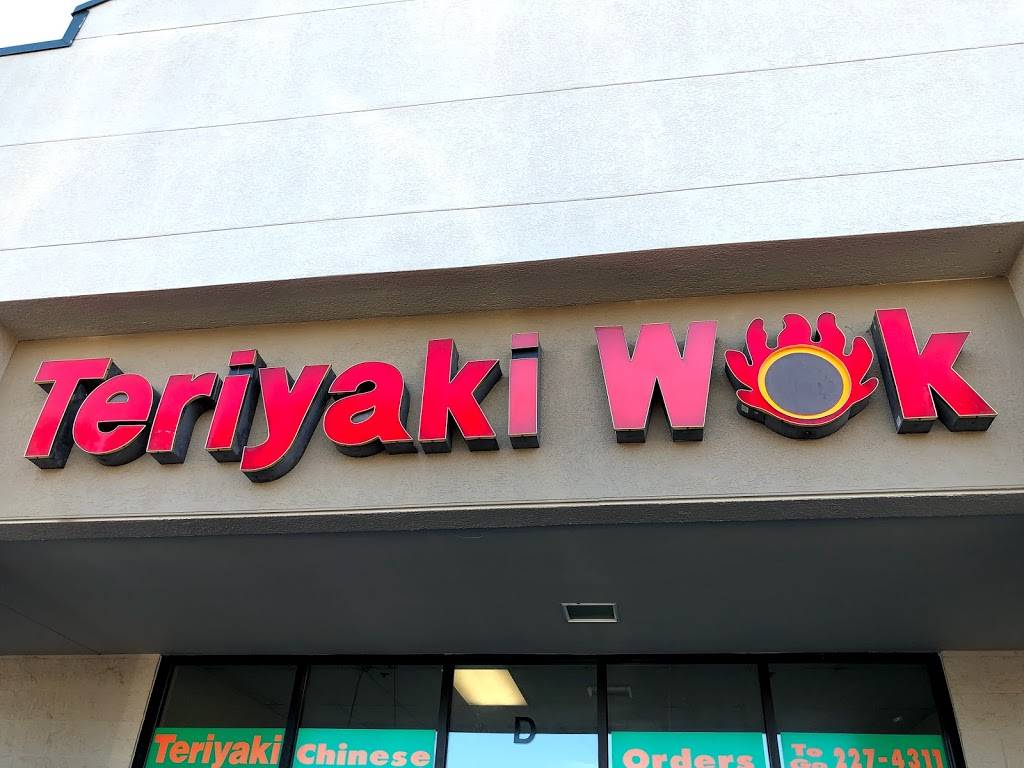 Teriyaki Wok
D
Teriyaki Chinese Orders To Go 227-4311